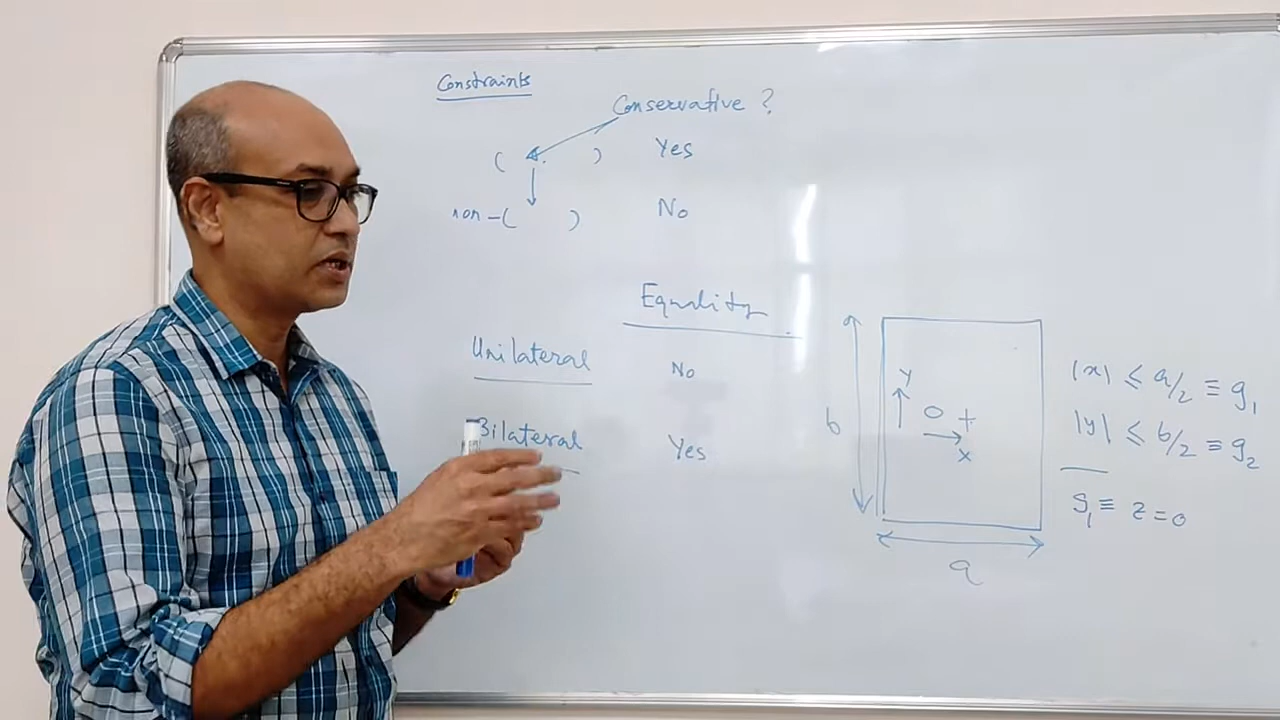 Constraints
Conservative ?
( ) Yes
non-( ) No
Equality
Unilateral No
Bilateral Yes
b
y
O
x
a
|x| ≤ a/2 ≡ g₁
|y| ≤ b/2 ≡ g₂
S₁ ≡ z=0